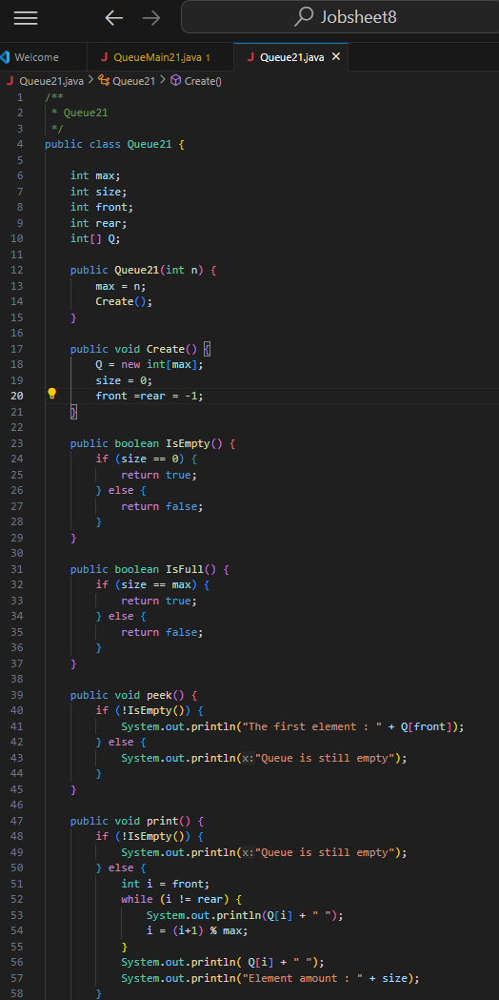 Jobsheet8
Welcome
J QueueMain21.java 1
J Queue21.java
J Queue21.java > Queue21 > Create()
1 /**
2 * Queue21
3 */
4 public class Queue21 {
5
6 int max;
7 int size;
8 int front;
9 int rear;
10 int[] Q;
11
12 public Queue21(int n) {
13 max = n;
14 Create();
15 }
16
17 public void Create() {
18 Q = new int[max];
19 size = 0;
20 front =rear = -1;
21 }
22
23 public boolean IsEmpty() {
24 if (size == 0) {
25 return true;
26 } else {
27 return false;
28 }
29 }
30
31 public boolean IsFull() {
32 if (size == max) {
33 return true;
34 } else {
35 return false;
36 }
37 }
38
39 public void peek() {
40 if (!IsEmpty()) {
41 System.out.println("The first element : " + Q[front]);
42 } else {
43 System.out.println(x:"Queue is still empty");
44 }
45 }
46
47 public void print() {
48 if (!IsEmpty()) {
49 System.out.println(x:"Queue is still empty");
50 } else {
51 int i = front;
52 while (i != rear) {
53 System.out.println(Q[i] + " ");
54 i = (i+1) % max;
55 }
56 System.out.println( Q[i] + " ");
57 System.out.println("Element amount : " + size);
58 }